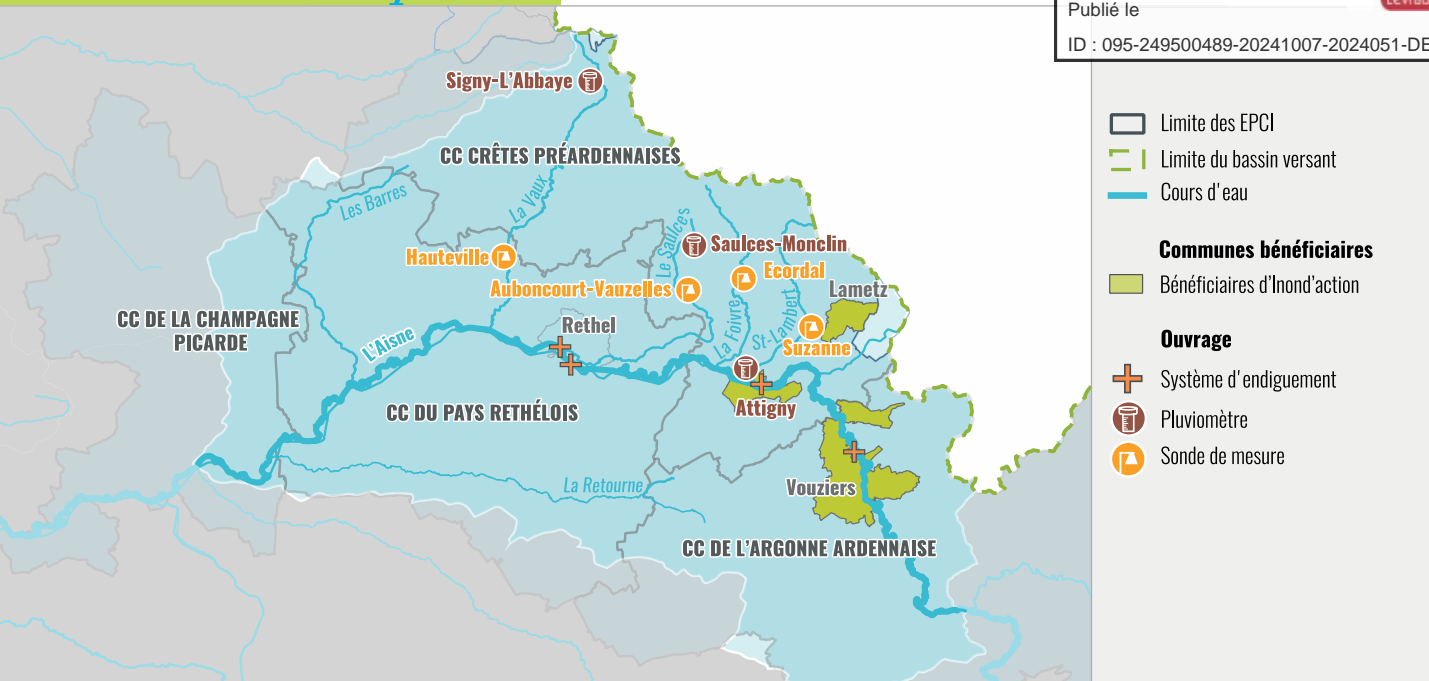 Publié le
ID : 095-249500489-20241007-2024051-DE
Signy-L'Abbaye
CC CRÊTES PRÉARDENNAISES
Les Barres
La Vaux
Le Saulces
Saulces-Monclin
Hauteville
Ecordal
Auboncourt-Vauzelles
Lametz
CC DE LA CHAMPAGNE
PICARDE
L'Aisne
Rethel
La Foivre
St-Lambert
Suzanne
CC DU PAYS RETHÉLOIS
Attigny
La Retourne
Vouziers
CC DE L'ARGONNE ARDENNAISE
Limite des EPCI
Limite du bassin versant
Cours d'eau
Communes bénéficiaires
Bénéficiaires d'Inond'action
Ouvrage
Système d'endiguement
Pluviomètre
Sonde de mesure